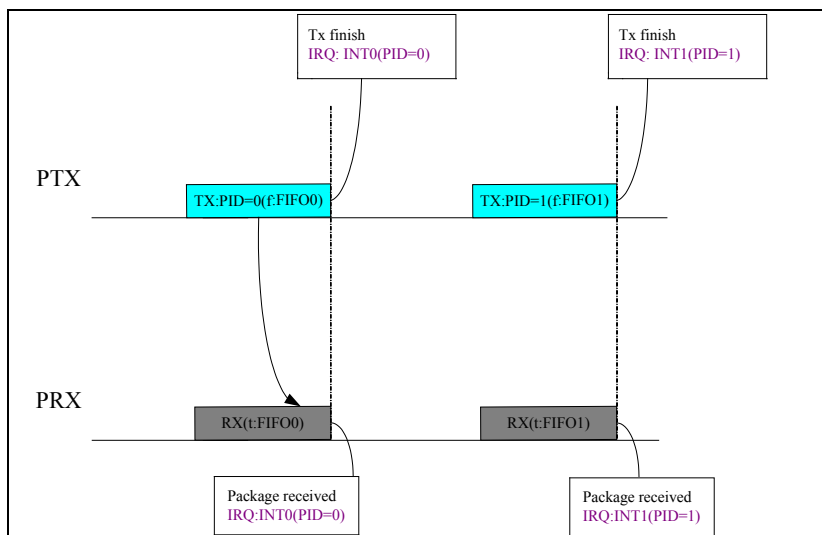 Tx finish
IRQ: INT0(PID=0)
Tx finish
IRQ: INT1(PID=1)
PTX
TX:PID=0(f:FIFO0)
TX:PID=1(f:FIFO1)
PRX
RX(t:FIFO0)
RX(t:FIFO1)
Package received
IRQ:INT0(PID=0)
Package received
IRQ:INT1(PID=1)